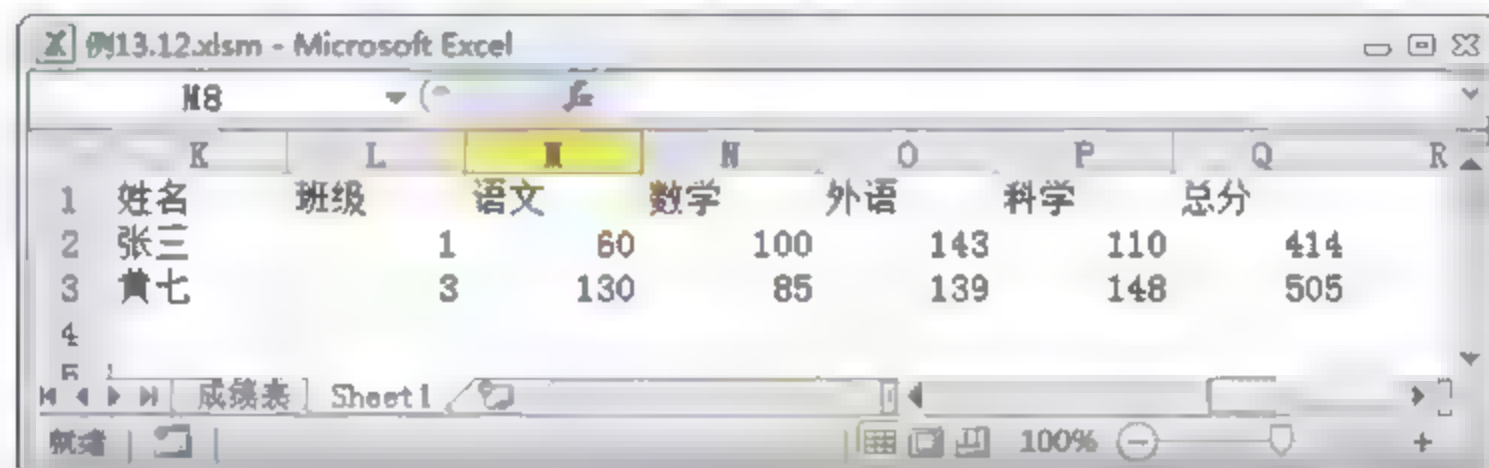 例13.12.xlsm - Microsoft Excel
M8 fx
K L M N O P Q R
1 姓名 班级 语文 数学 外语 科学 总分
2 张三 1 60 100 143 110 414
3 黄七 3 130 85 139 148 505
4
5
成绩表 Sheet1
就绪 100%